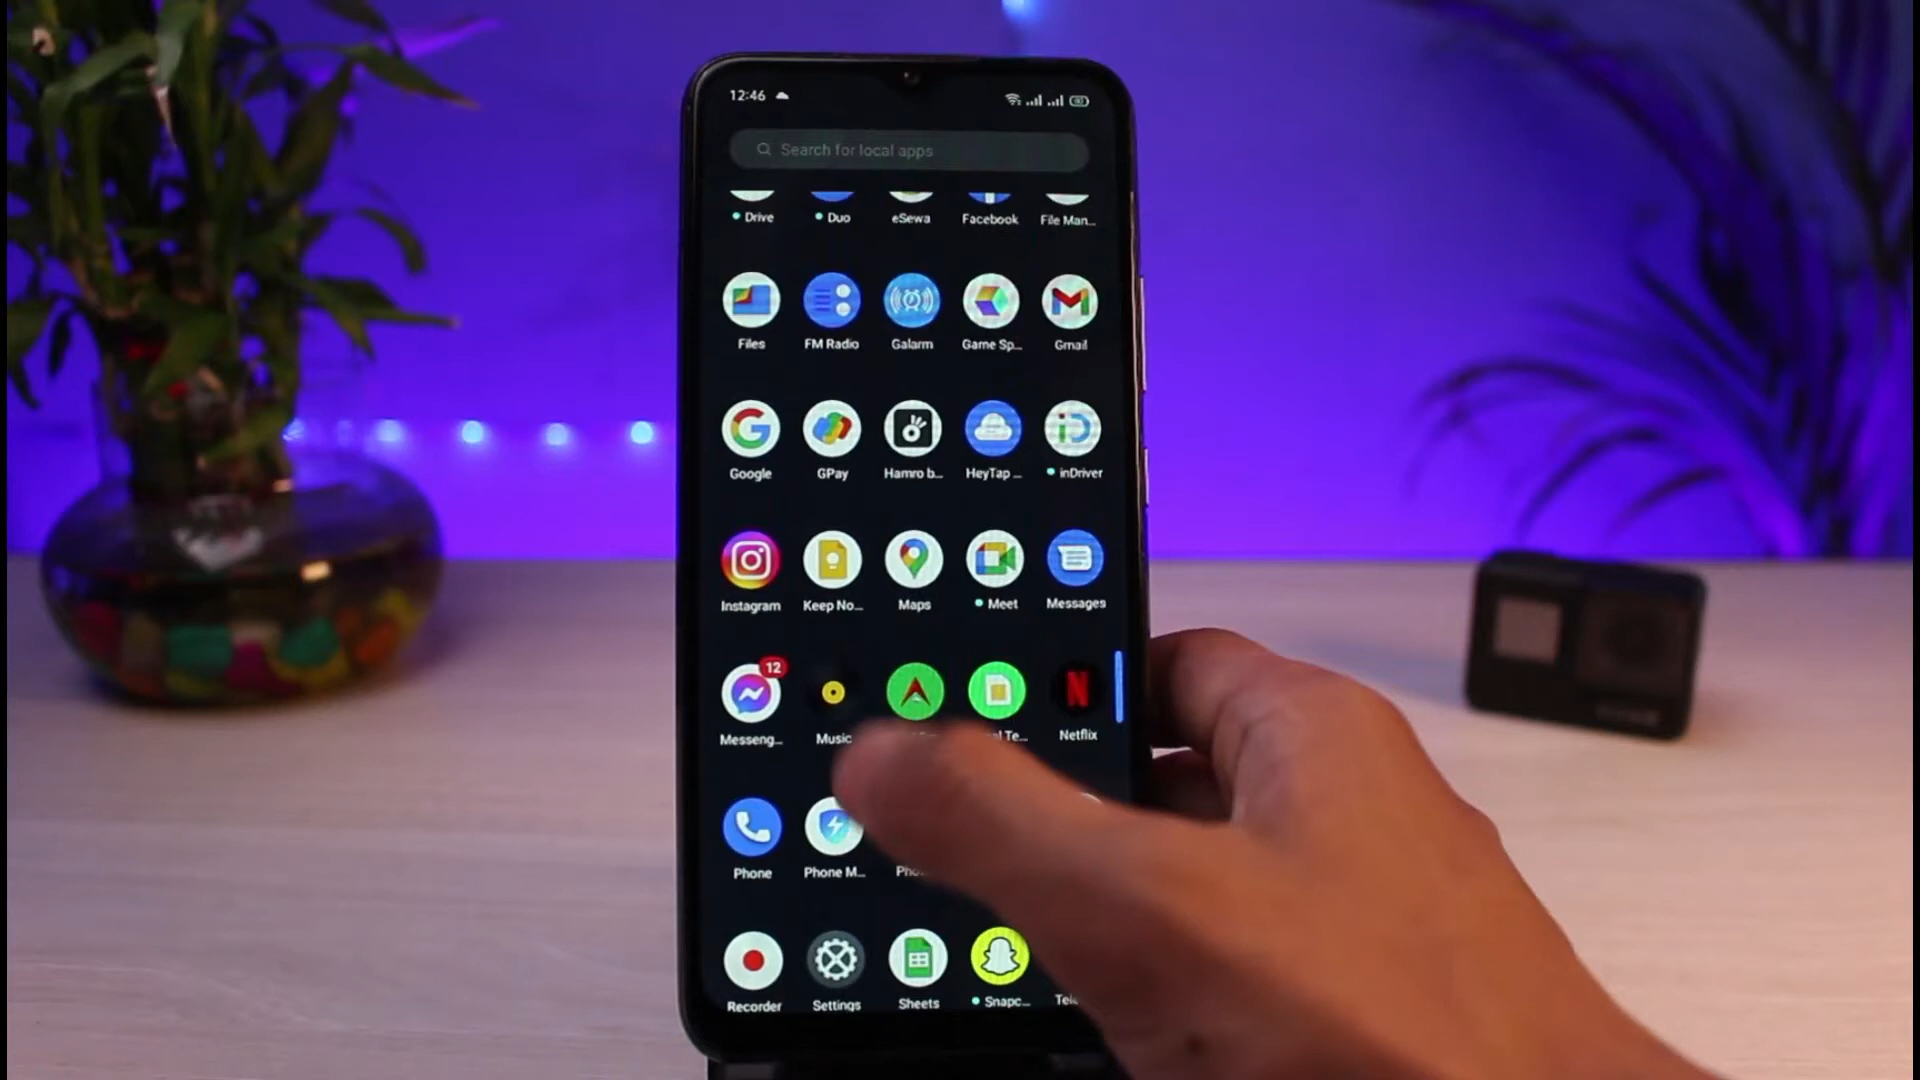 12:46
Search for local apps
Drive Duo eSewa Facebook File Man...
Files FM Radio Galarm Game Sp... Gmail
Google GPay Hamro b... HeyTap ... inDriver
Instagram Keep No... Maps Meet Messages
12
Messeng... Music Netflix
Phone Phone M...
Recorder Settings Sheets Snapc...